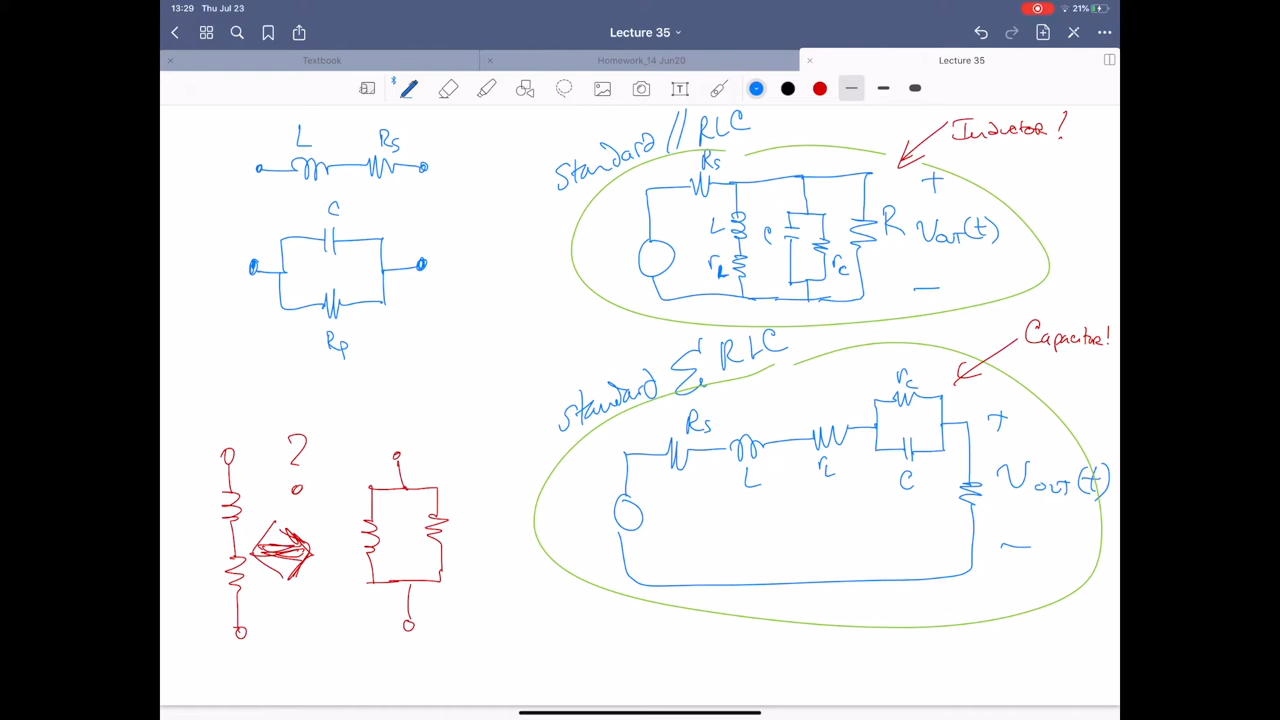 13:29 Thu Jul 23
21%
Lecture 35
Textbook
Homework_14 Jun20
Lecture 35
L
Rs
C
Rp
Standard // RLC
Inductor!
Rs
+
L
C
R
VOUT(t)
rL
rc
−
Standard Σ RLC
Capacitor!
rc
+
Rs
L
rL
C
VOUT(t)
−
?